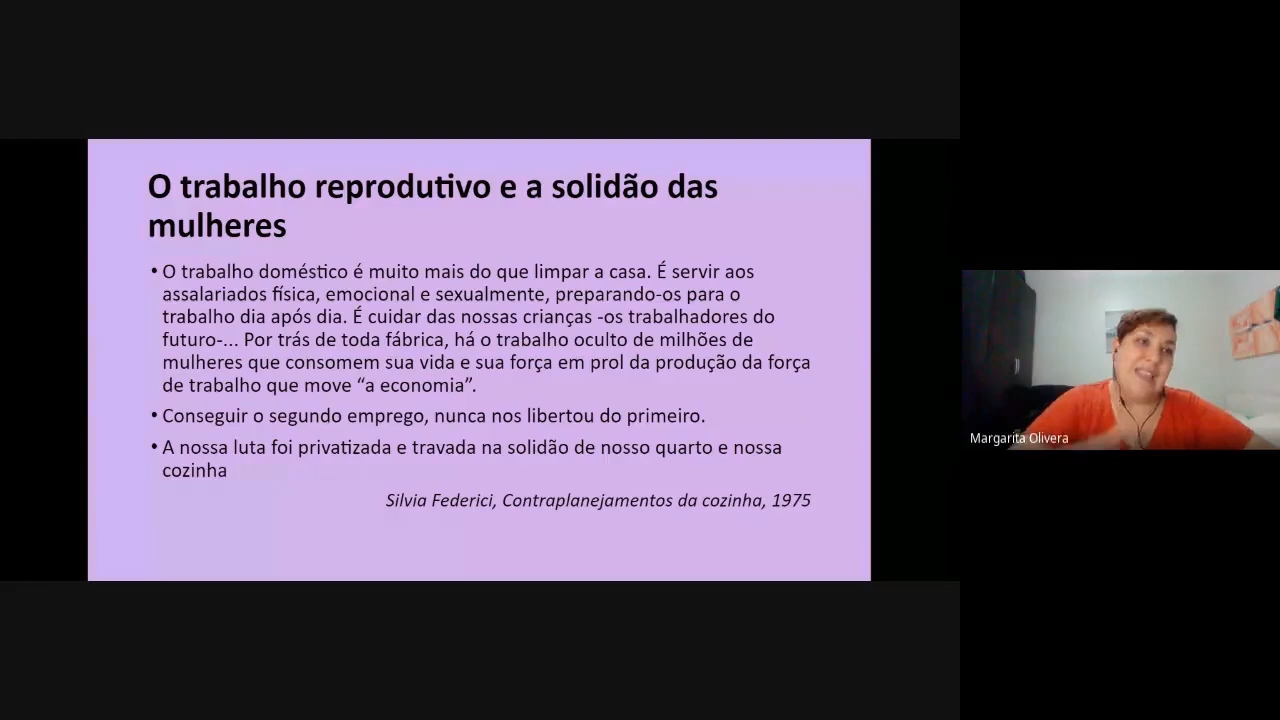 O trabalho reprodutivo e a solidão das
mulheres
• O trabalho doméstico é muito mais do que limpar a casa. É servir aos
assalariados física, emocional e sexualmente, preparando-os para o
trabalho dia após dia. É cuidar das nossas crianças -os trabalhadores do
futuro-... Por trás de toda fábrica, há o trabalho oculto de milhões de
mulheres que consomem sua vida e sua força em prol da produção da força
de trabalho que move “a economia”.
• Conseguir o segundo emprego, nunca nos libertou do primeiro.
• A nossa luta foi privatizada e travada na solidão de nosso quarto e nossa
cozinha
Silvia Federici, Contraplanejamentos da cozinha, 1975
Margarita Olivera